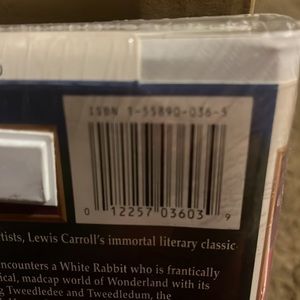 ISBN 1-55890-036-5
0 12257 03603 9
tists, Lewis Carroll's immortal literary classic
ncounters a White Rabbit who is frantically
ical, madcap world of Wonderland with its
g Tweedledee and Tweedledum, the